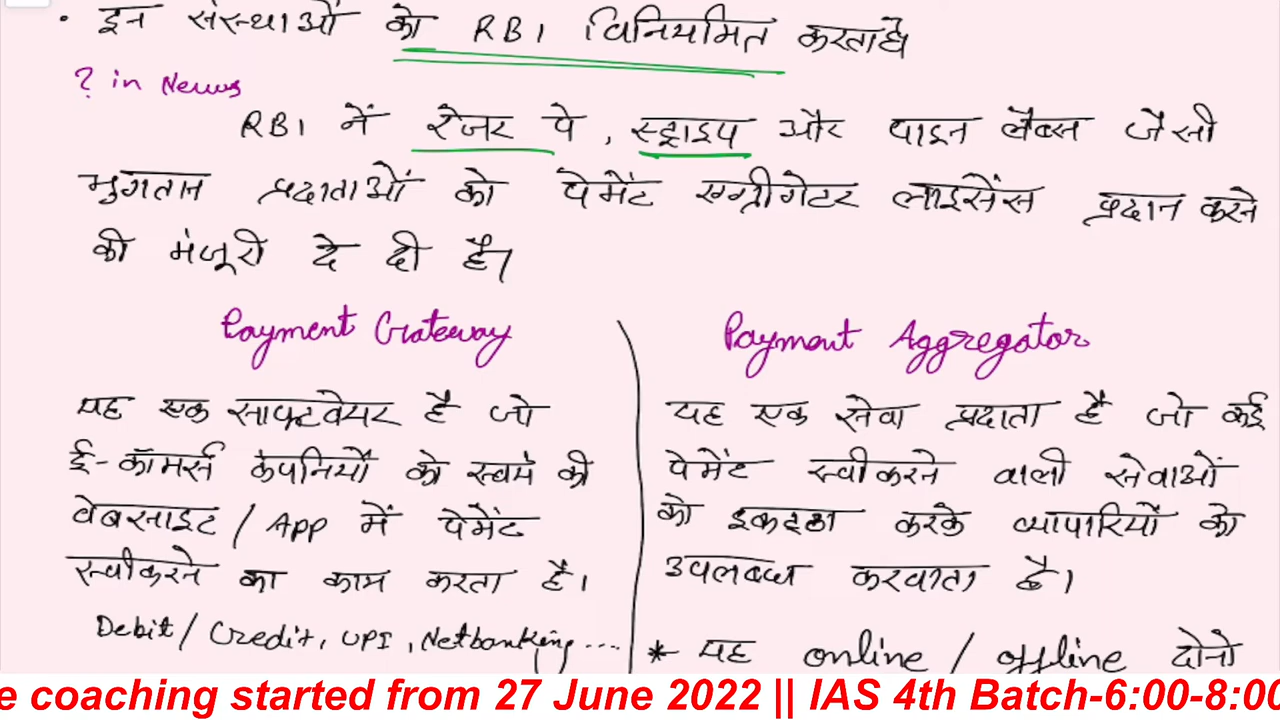 • इन संस्थाओं को RBI विनियमित करता है
? in News
RBI में रेजर पे, स्ट्राइप और पाइन लैब्स जैसी
भुगतान प्रदाताओं को पेमेंट एग्रीगेटर लाइसेंस प्रदान करने
की मंजूरी दे दी है।
Payment Gateway
यह एक साफ्टवेयर है जो
ई-कॉमर्स कंपनियों को स्वयं की
वेबसाइट / App में पेमेंट
स्वीकरने का काम करता है।
Debit / Credit, UPI, Netbanking....
Payment Aggregator
यह एक सेवा प्रदाता है जो कई
पेमेंट स्वीकरने वाली सेवाओं
को इकट्ठा करके व्यापारियों को
उपलब्ध करवाता है।
* यह online / offline दोनो
e coaching started from 27 June 2022 || IAS 4th Batch-6:00-8:00